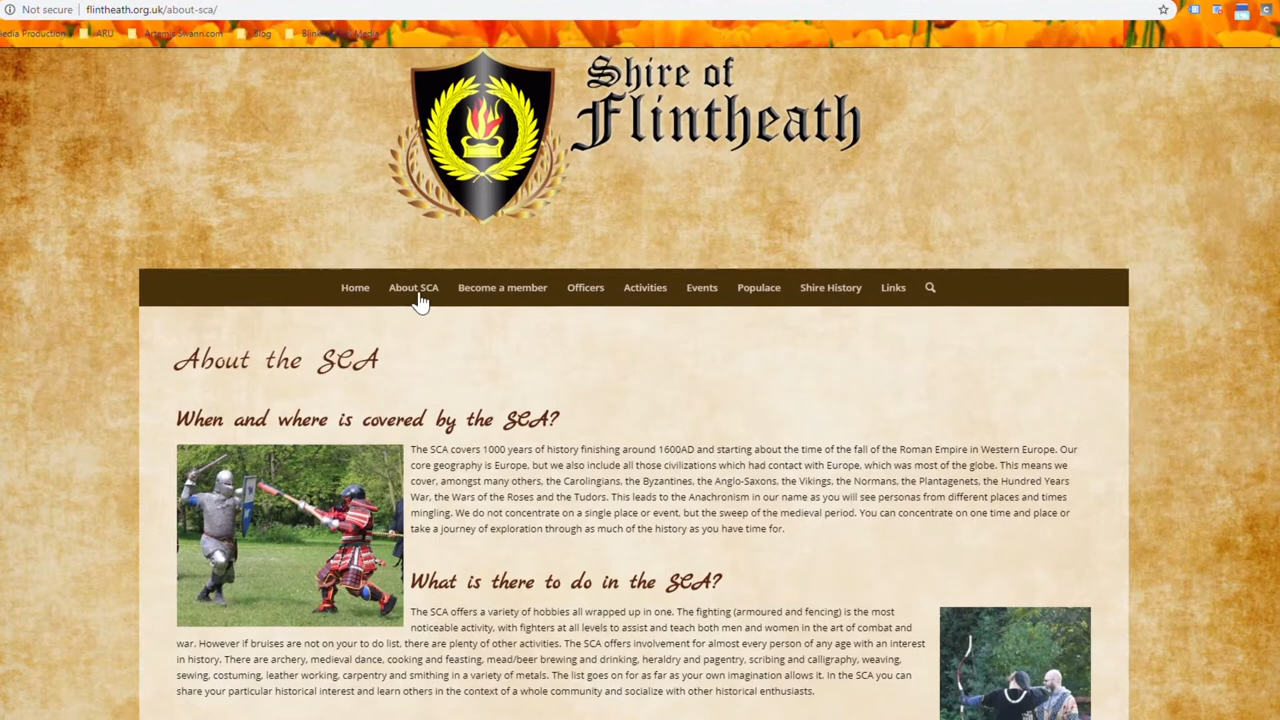 Not secure flintheath.org.uk/about-sca/
edia Production ARU Artemis Swann.com Blog Media
Shire of
Flintheath
Home About SCA Become a member Officers Activities Events Populace Shire History Links
About the SCA
When and where is covered by the SCA?
The SCA covers 1000 years of history finishing around 1600AD and starting about the time of the fall of the Roman Empire in Western Europe. Our
core geography is Europe, but we also include all those civilizations which had contact with Europe, which was most of the globe. This means we
cover, amongst many others, the Carolingians, the Byzantines, the Anglo-Saxons, the Vikings, the Normans, the Plantagenets, the Hundred Years
War, the Wars of the Roses and the Tudors. This leads to the Anachronism in our name as you will see personas from different places and times
mingling. We do not concentrate on a single place or event, but the sweep of the medieval period. You can concentrate on one time and place or
take a journey of exploration through as much of the history as you have time for.
What is there to do in the SCA?
The SCA offers a variety of hobbies all wrapped up in one. The fighting (armoured and fencing) is the most
noticeable activity, with fighters at all levels to assist and teach both men and women in the art of combat and
war. However if bruises are not on your to do list, there are plenty of other activities. The SCA offers involvement for almost every person of any age with an interest
in history. There are archery, medieval dance, cooking and feasting, mead/beer brewing and drinking, heraldry and pagentry, scribing and calligraphy, weaving,
sewing, costuming, leather working, carpentry and smithing in a variety of metals. The list goes on for as far as your own imagination allows it. In the SCA you can
share your particular historical interest and learn others in the context of a whole community and socialize with other historical enthusiasts.